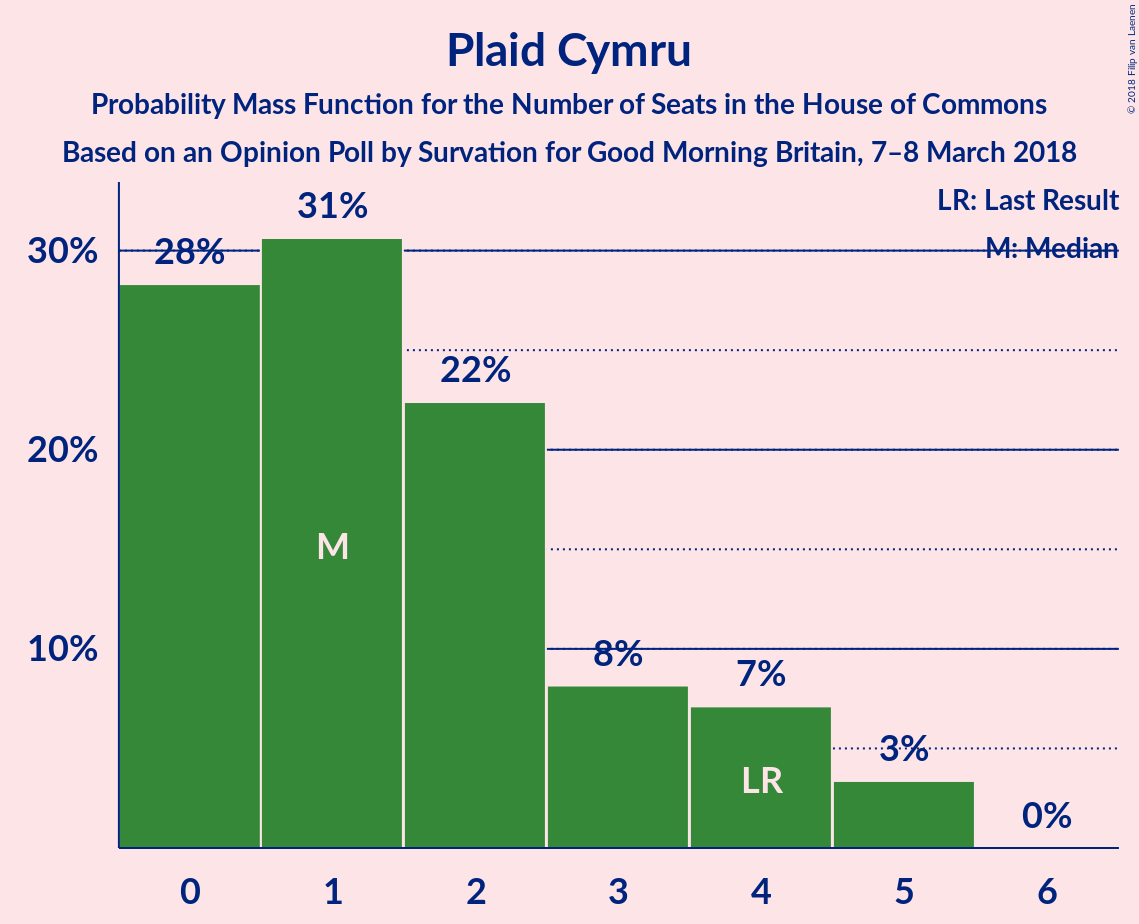 Plaid Cymru
Probability Mass Function for the Number of Seats in the House of Commons
Based on an Opinion Poll by Survation for Good Morning Britain, 7–8 March 2018
© 2018 Filip van Laenen
LR: Last Result
M: Median
30%
20%
10%
28%
31%
22%
8%
7%
3%
0%
M
LR
0 1 2 3 4 5 6